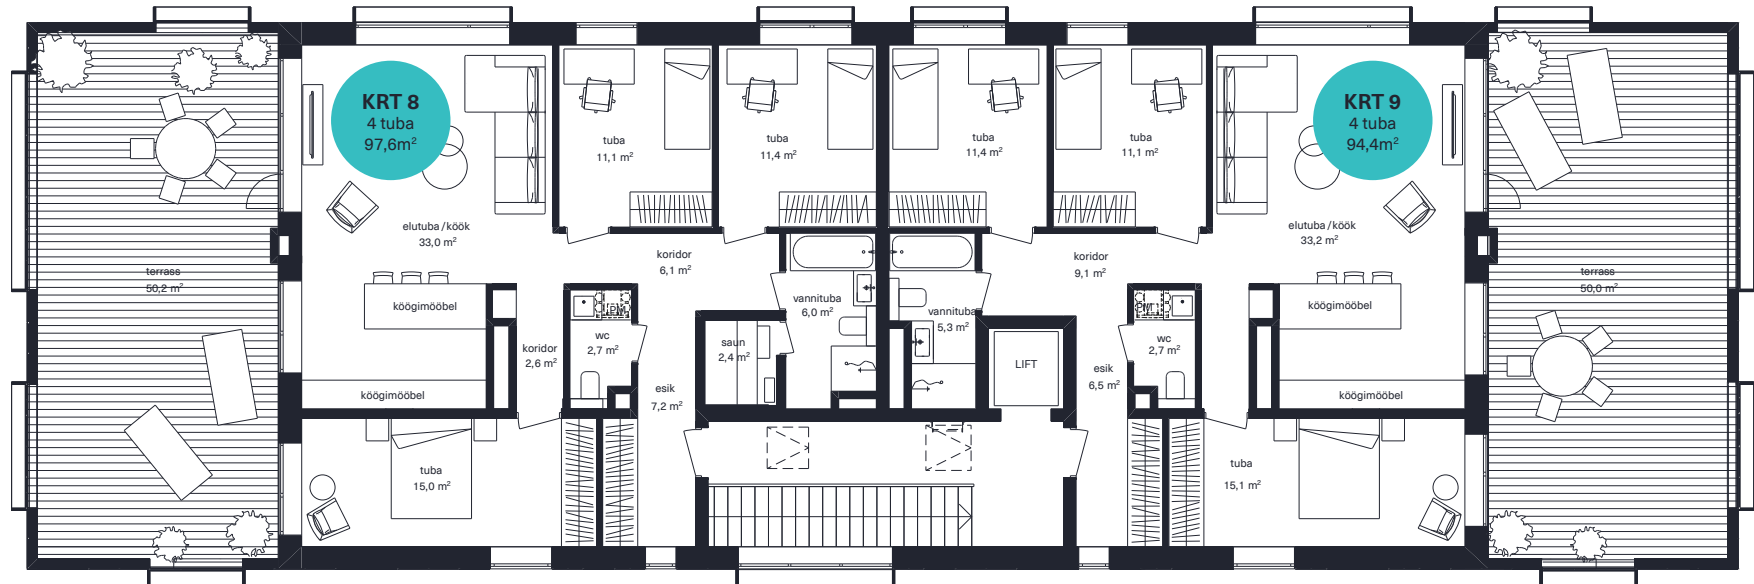 KRT 8
4 tuba
97,6m²
terrass
50,2 m²
elutuba / köök
33,0 m²
köögimööbel
köögimööbel
tuba
11,1 m²
tuba
11,4 m²
koridor
6,1 m²
koridor
2,6 m²
wc
2,7 m²
PM
esik
7,2 m²
saun
2,4 m²
vannituba
6,0 m²
tuba
15,0 m²
tuba
11,4 m²
tuba
11,1 m²
KRT 9
4 tuba
94,4m²
elutuba / köök
33,2 m²
koridor
9,1 m²
vannituba
5,3 m²
LIFT
esik
6,5 m²
PM
wc
2,7 m²
köögimööbel
köögimööbel
tuba
15,1 m²
terrass
50,0 m²